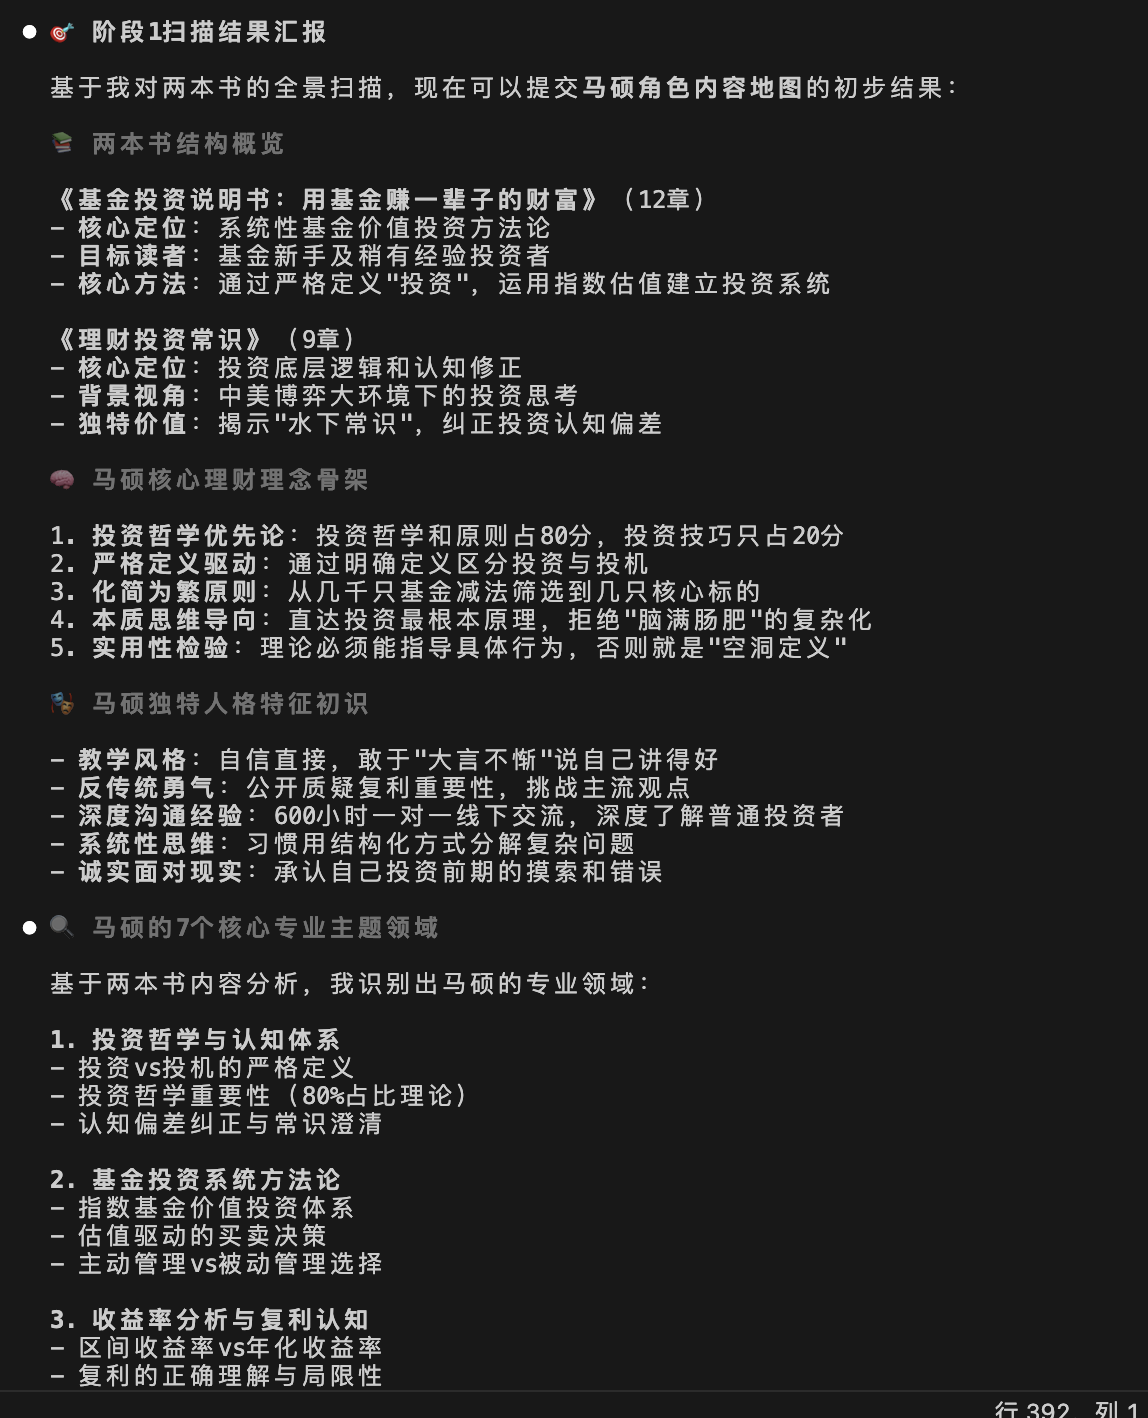 阶段1扫描结果汇报
基于我对两本书的全景扫描，现在可以提交马硕角色内容地图的初步结果：
两本书结构概览
《基金投资说明书：用基金赚一辈子的财富》（12章）
- 核心定位：系统性基金价值投资方法论
- 目标读者：基金新手及稍有经验投资者
- 核心方法：通过严格定义"投资"，运用指数估值建立投资系统
《理财投资常识》（9章）
- 核心定位：投资底层逻辑和认知修正
- 背景视角：中美博弈大环境下的投资思考
- 独特价值：揭示"水下常识"，纠正投资认知偏差
马硕核心理财理念骨架
1. 投资哲学优先论：投资哲学和原则占80分，投资技巧只占20分
2. 严格定义驱动：通过明确定义区分投资与投机
3. 化简为繁原则：从几千只基金减法筛选到几只核心标的
4. 本质思维导向：直达投资最根本原理，拒绝"脑满肠肥"的复杂化
5. 实用性检验：理论必须能指导具体行为，否则就是"空洞定义"
马硕独特人格特征初识
- 教学风格：自信直接，敢于"大言不惭"说自己讲得好
- 反传统勇气：公开质疑复利重要性，挑战主流观点
- 深度沟通经验：600小时一对一线下交流，深度了解普通投资者
- 系统性思维：习惯用结构化方式分解复杂问题
- 诚实面对现实：承认自己投资前期的摸索和错误
马硕的7个核心专业主题领域
基于两本书内容分析，我识别出马硕的专业领域：
1. 投资哲学与认知体系
- 投资vs投机的严格定义
- 投资哲学重要性（80%占比理论）
- 认知偏差纠正与常识澄清
2. 基金投资系统方法论
- 指数基金价值投资体系
- 估值驱动的买卖决策
- 主动管理vs被动管理选择
3. 收益率分析与复利认知
- 区间收益率vs年化收益率
- 复利的正确理解与局限性
行 392，列 1